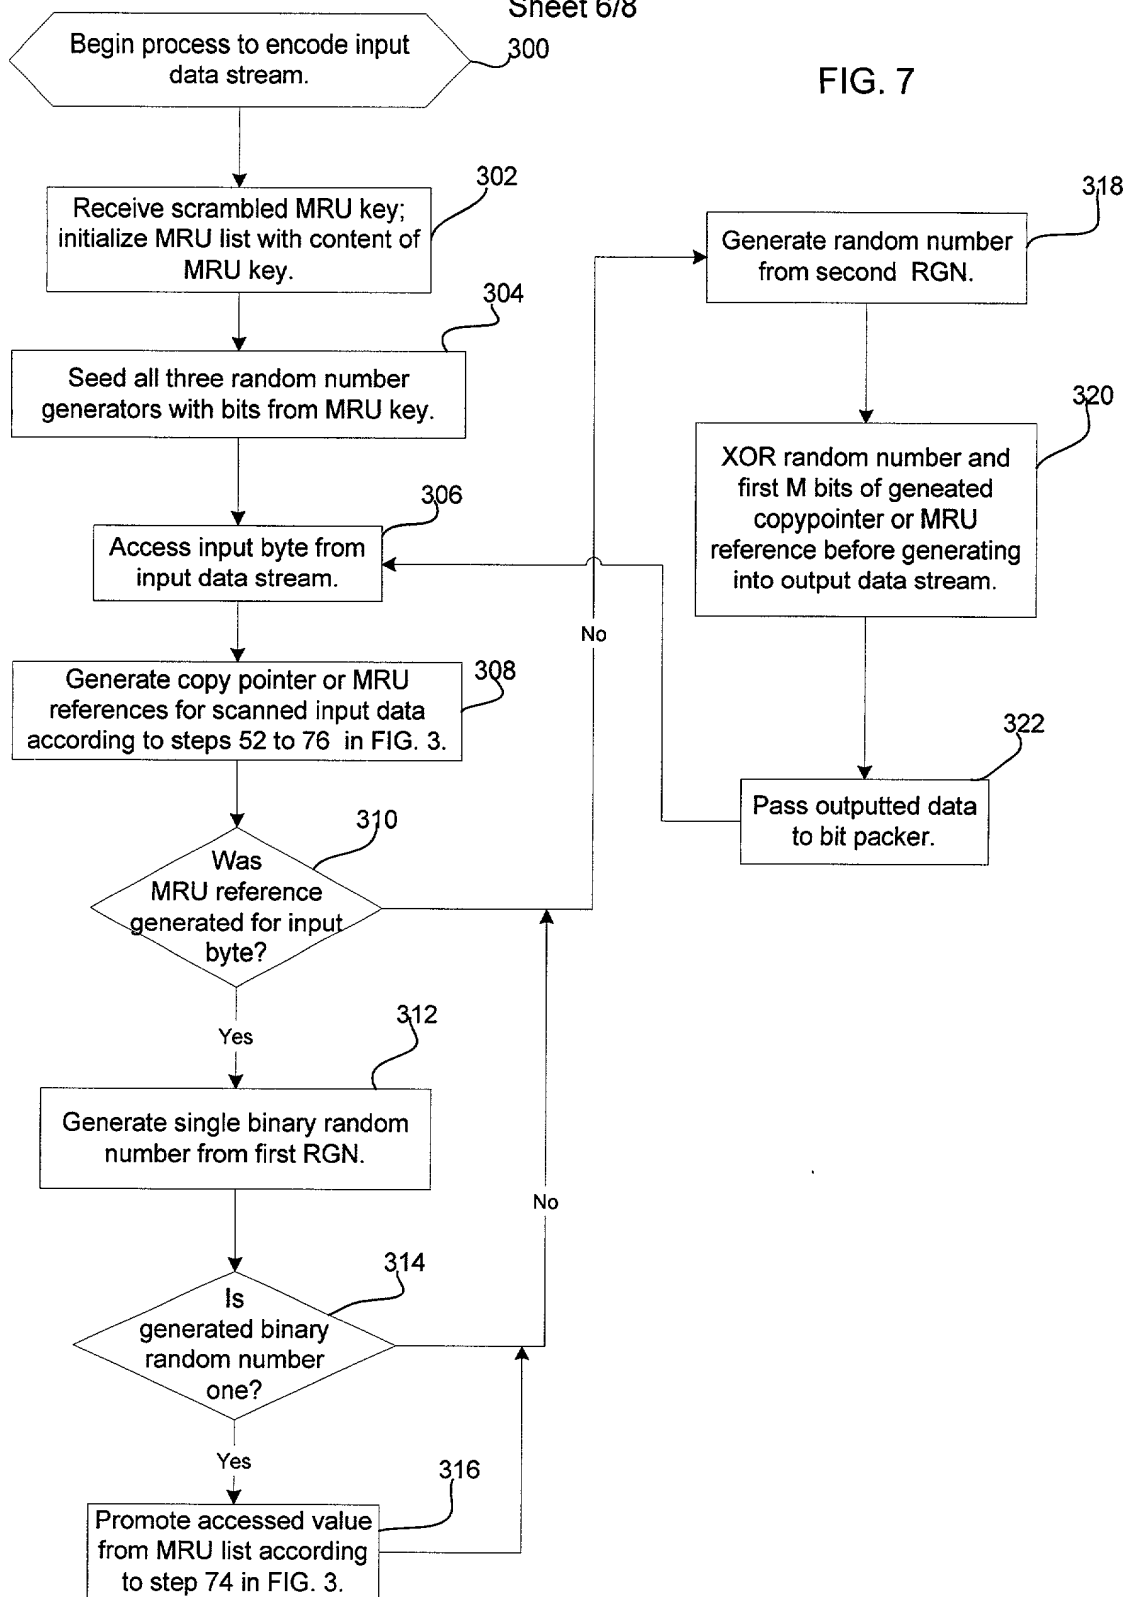 Sheet 6/8
FIG. 7
Begin process to encode input
data stream.
300
302
Receive scrambled MRU key;
initialize MRU list with content of
MRU key.
304
Seed all three random number
generators with bits from MRU key.
306
Access input byte from
input data stream.
308
Generate copy pointer or MRU
references for scanned input data
according to steps 52 to 76 in FIG. 3.
310
Was
MRU reference
generated for input
byte?
No
Yes
312
Generate single binary random
number from first RGN.
314
Is
generated binary
random number
one?
No
Yes
316
Promote accessed value
from MRU list according
to step 74 in FIG. 3.
318
Generate random number
from second RGN.
320
XOR random number and
first M bits of geneated
copypointer or MRU
reference before generating
into output data stream.
322
Pass outputted data
to bit packer.